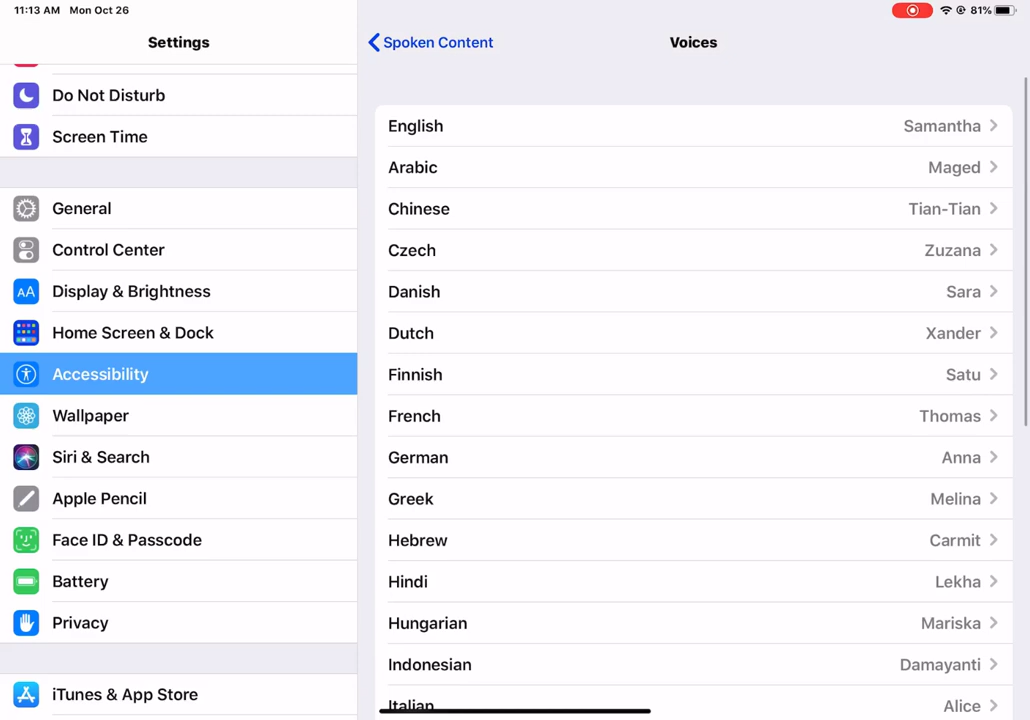 11:13 AM Mon Oct 26
81%
Settings
Do Not Disturb
Screen Time
General
Control Center
AA Display & Brightness
Home Screen & Dock
Accessibility
Wallpaper
Siri & Search
Apple Pencil
Face ID & Passcode
Battery
Privacy
iTunes & App Store
Spoken Content
Voices
English Samantha
Arabic Maged
Chinese Tian-Tian
Czech Zuzana
Danish Sara
Dutch Xander
Finnish Satu
French Thomas
German Anna
Greek Melina
Hebrew Carmit
Hindi Lekha
Hungarian Mariska
Indonesian Damayanti
Italian Alice